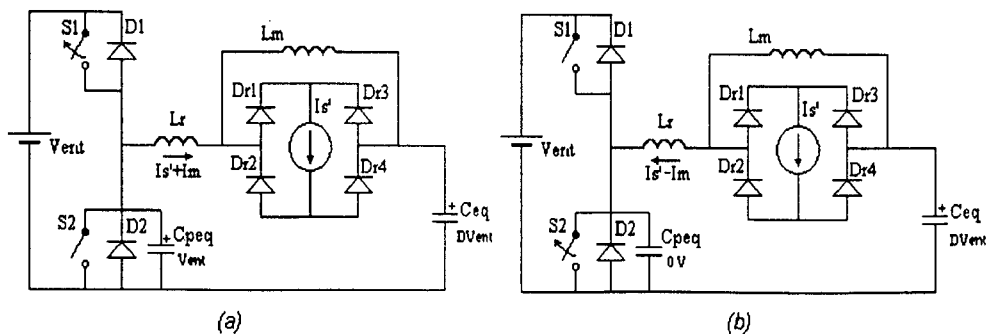 S1
D1
Lm
Dr1
Is'
Dr3
Lr
Vent
Is'+Im
Dr2
Dr4
S2
D2
+
Cpeq
Vent
+
Ceq
DVent
(a)
S1
D1
Lm
Dr1
Is'
Dr3
Lr
Vent
Is'-Im
Dr2
Dr4
S2
D2
Cpeq
0V
+
Ceq
DVent
(b)